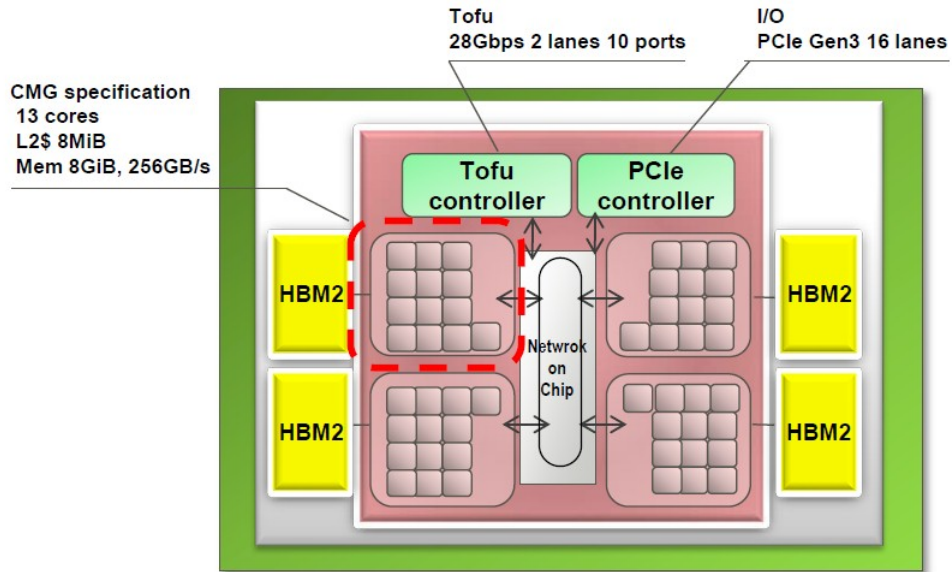 Tofu
28Gbps 2 lanes 10 ports
I/O
PCIe Gen3 16 lanes
CMG specification
13 cores
L2$ 8MiB
Mem 8GiB, 256GB/s
Tofu
controller
PCIe
controller
HBM2
HBM2
Netwrok
on
Chip
HBM2
HBM2